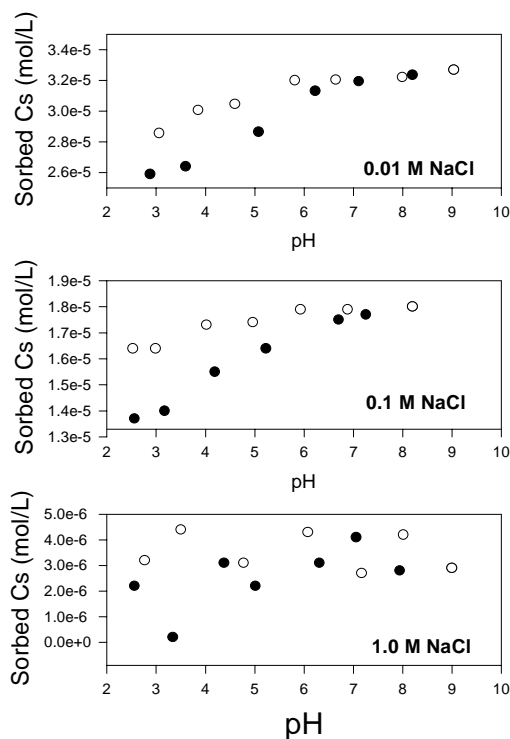 3.4e-5
3.2e-5
3.0e-5
2.8e-5
2.6e-5
Sorbed Cs (mol/L)
0.01 M NaCl
2 3 4 5 6 7 8 9 10
pH
1.9e-5
1.8e-5
1.7e-5
1.6e-5
1.5e-5
1.4e-5
1.3e-5
Sorbed Cs (mol/L)
0.1 M NaCl
2 3 4 5 6 7 8 9 10
pH
5.0e-6
4.0e-6
3.0e-6
2.0e-6
1.0e-6
0.0e+0
Sorbed Cs (mol/L)
1.0 M NaCl
2 3 4 5 6 7 8 9 10
pH